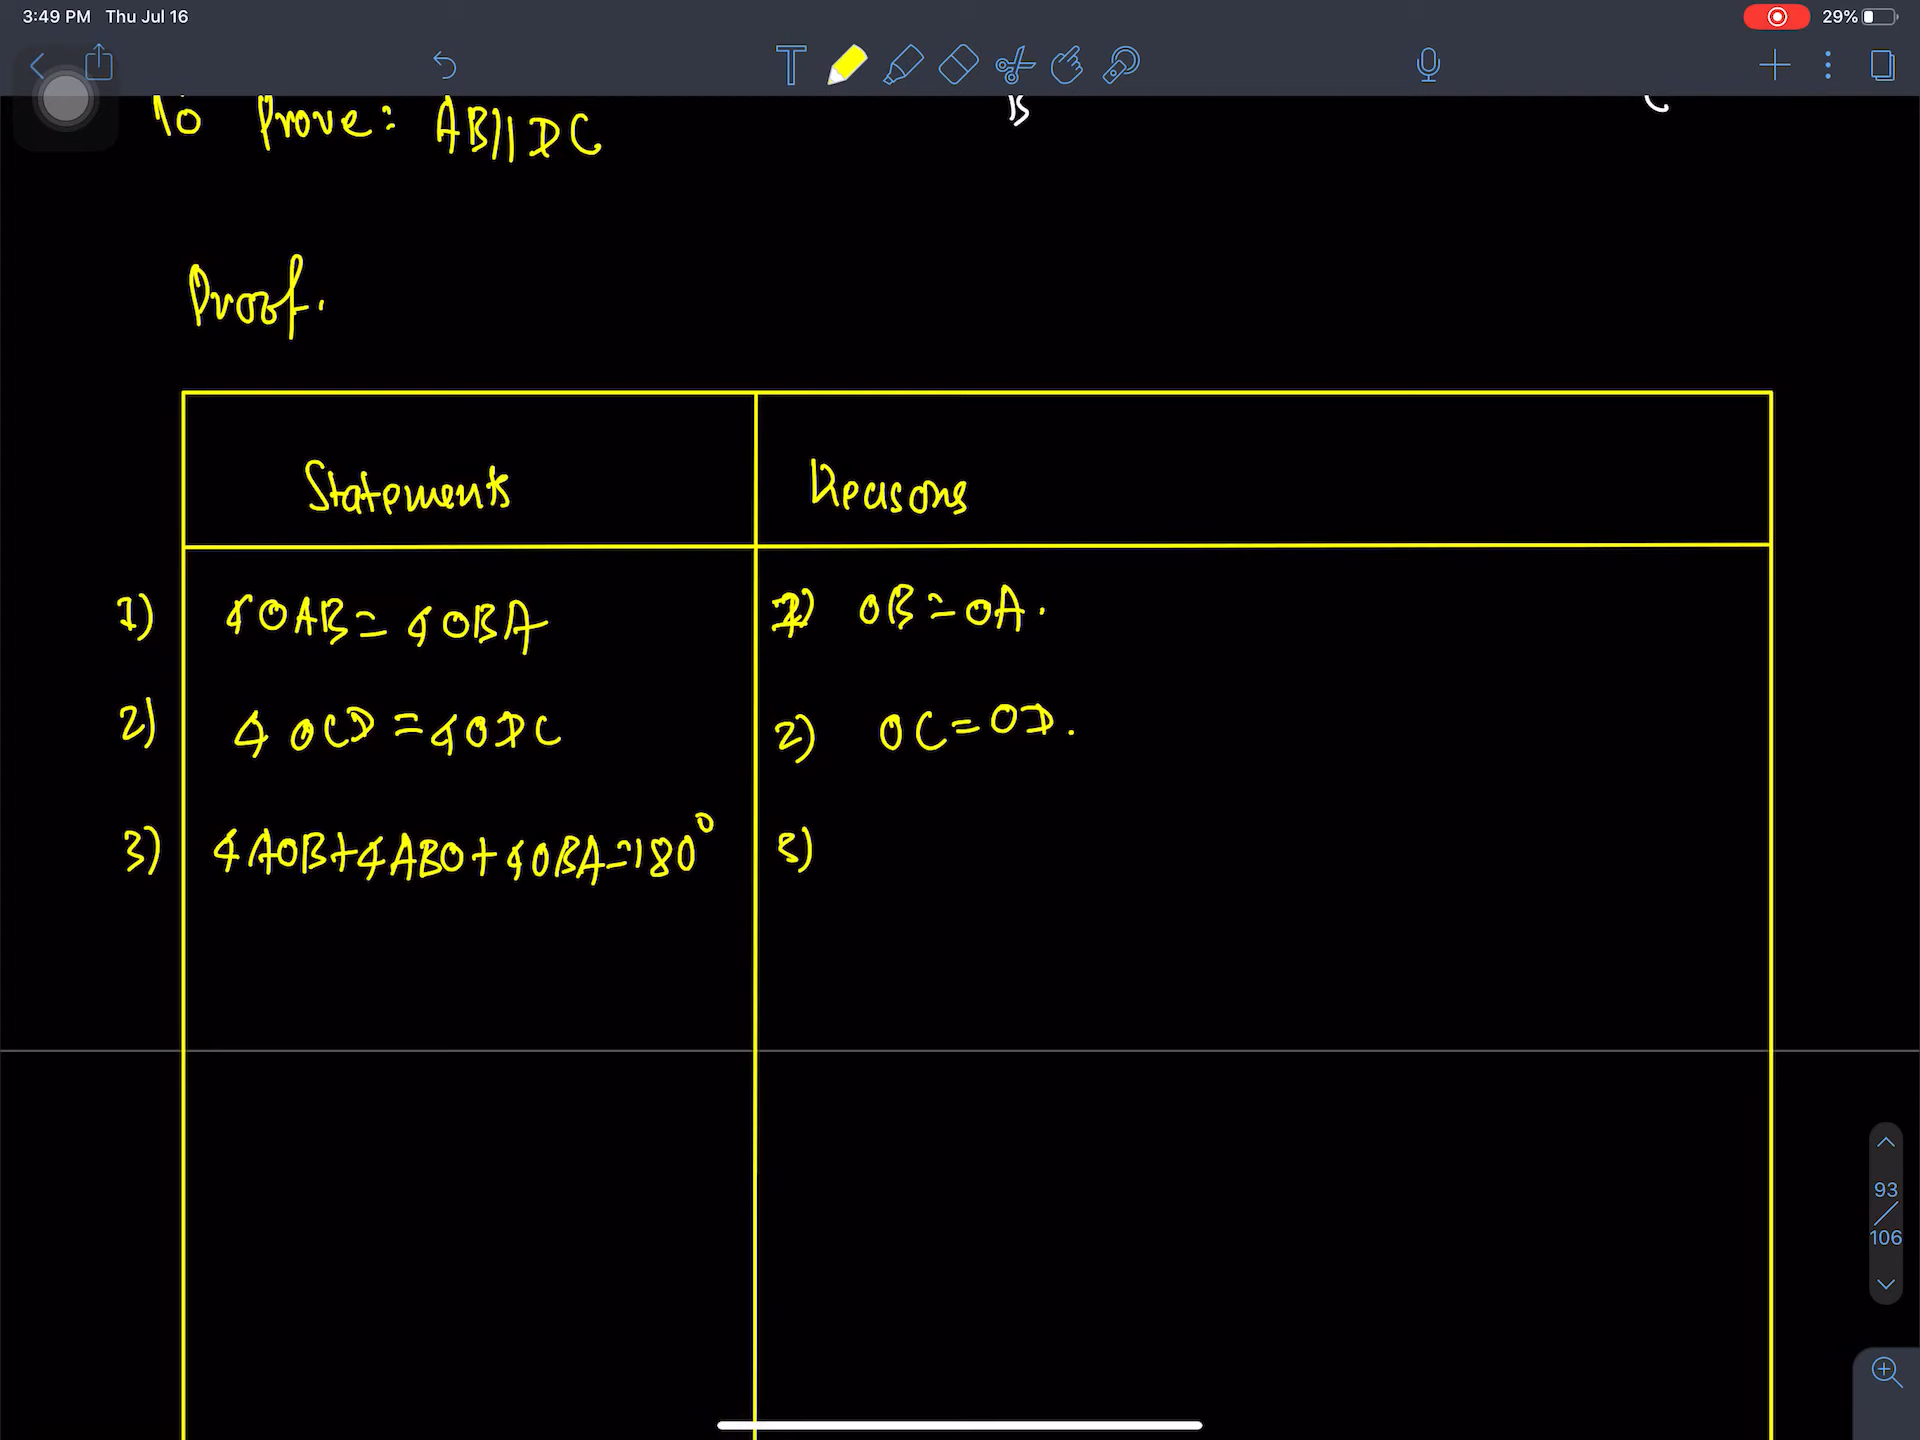 3:49 PM Thu Jul 16
29%
To Prove: AB||DC
B
C
Proof.
Statements Reasons
1) ∡OAB = ∡OBA 1) OB = OA.
2) ∡OCD = ∡ODC 2) OC = OD.
3) ∡AOB + ∡ABO + ∡OBA = 180° 3)
93
106